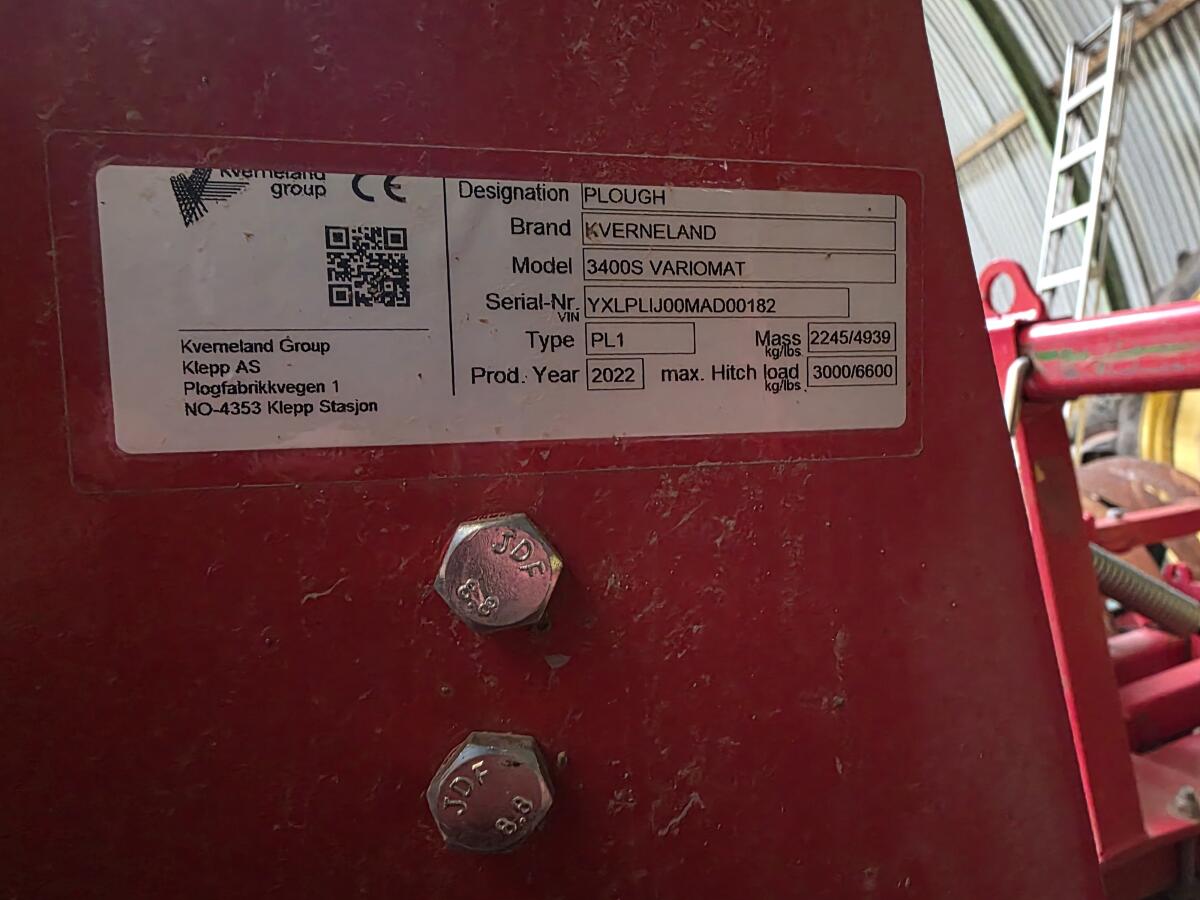 Kverneland
group
CE
Designation PLOUGH
Brand KVERNELAND
Model 3400S VARIOMAT
Serial-Nr. YXLPLIJ00MAD00182
VIN
Type PL1 Mass 2245/4939
kg/lbs
Prod. Year 2022 max. Hitch load 3000/6600
kg/lbs
Kverneland Group
Klepp AS
Plogfabrikkvegen 1
NO-4353 Klepp Stasjon
JDF
8.8
JDF
8.8